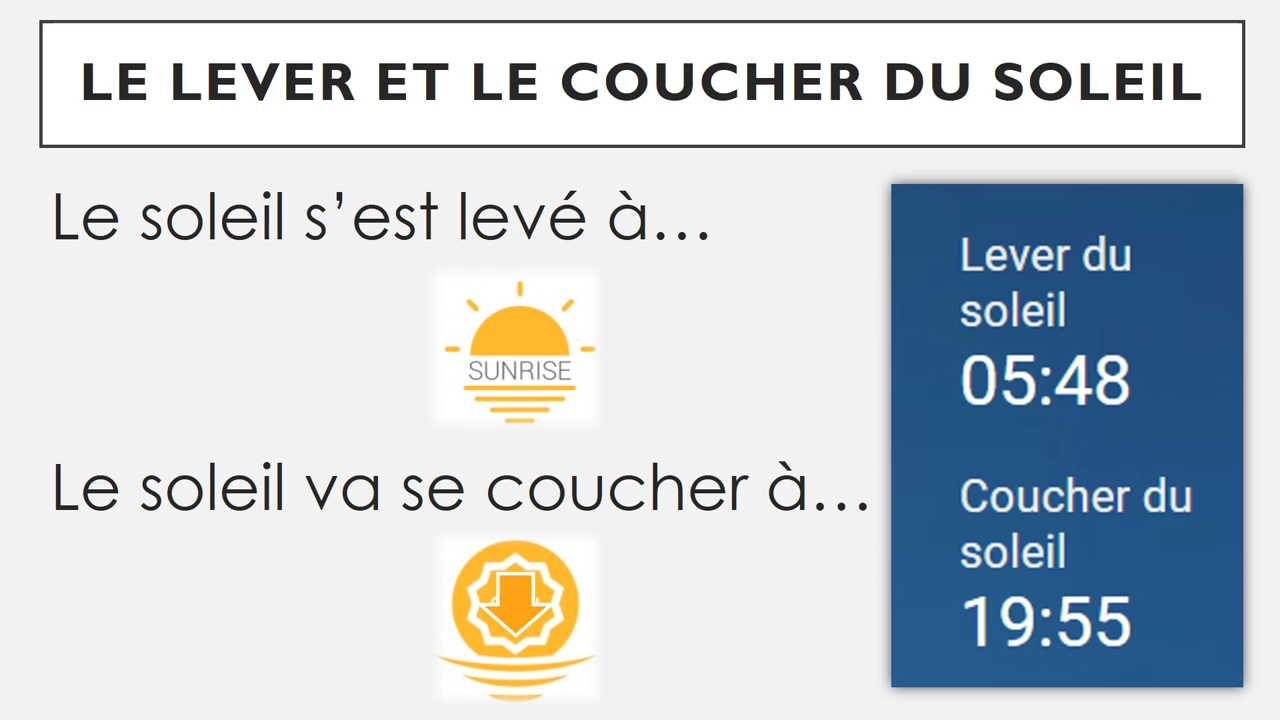 LE LEVER ET LE COUCHER DU SOLEIL
Le soleil s’est levé à…
SUNRISE
Le soleil va se coucher à…
Lever du
soleil
05:48
Coucher du
soleil
19:55